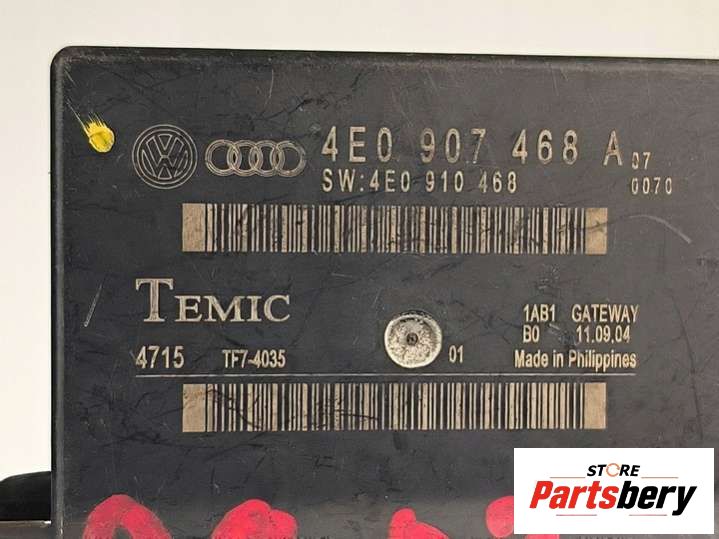 4E0 907 468 A 07
SW:4E0 910 468 0070
TEMIC
1AB1 GATEWAY
B0 11.09.04
4715 TF7-4035 01 Made in Philippines
STORE
Partsbery